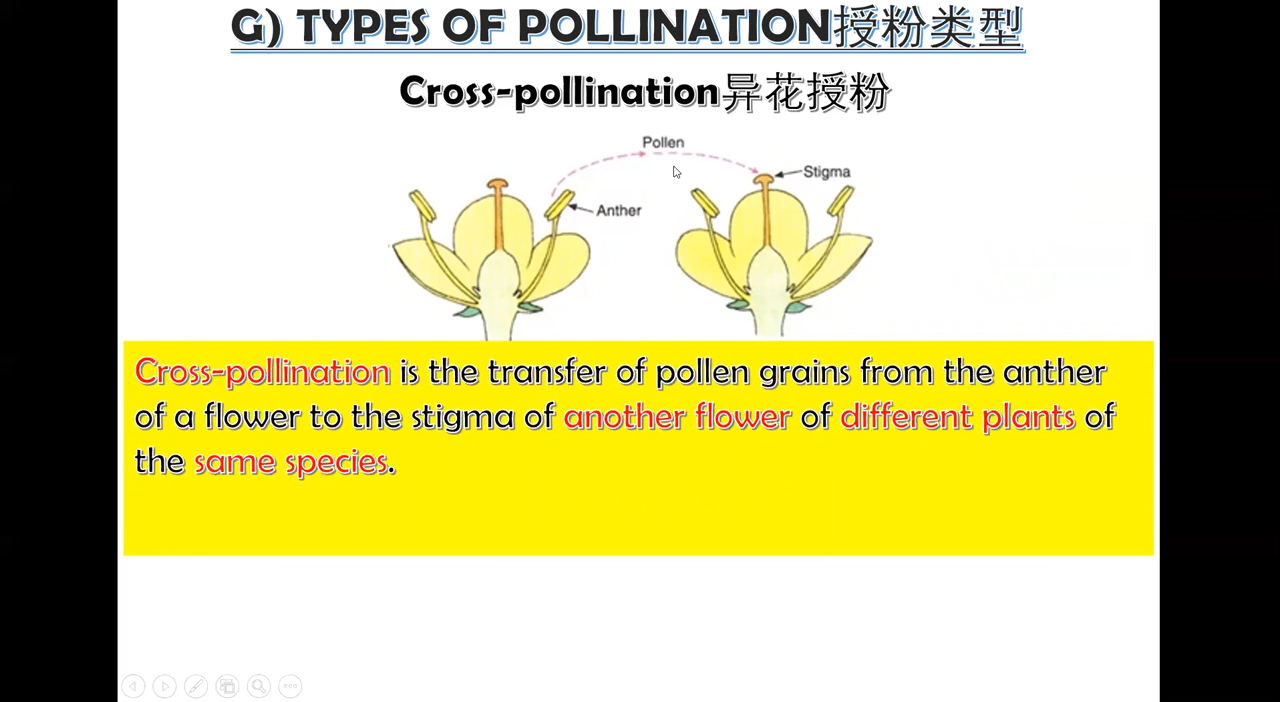 G) TYPES OF POLLINATION授粉类型
Cross-pollination异花授粉
Pollen
Stigma
Anther
Cross-pollination is the transfer of pollen grains from the anther
of a flower to the stigma of another flower of different plants of
the same species.